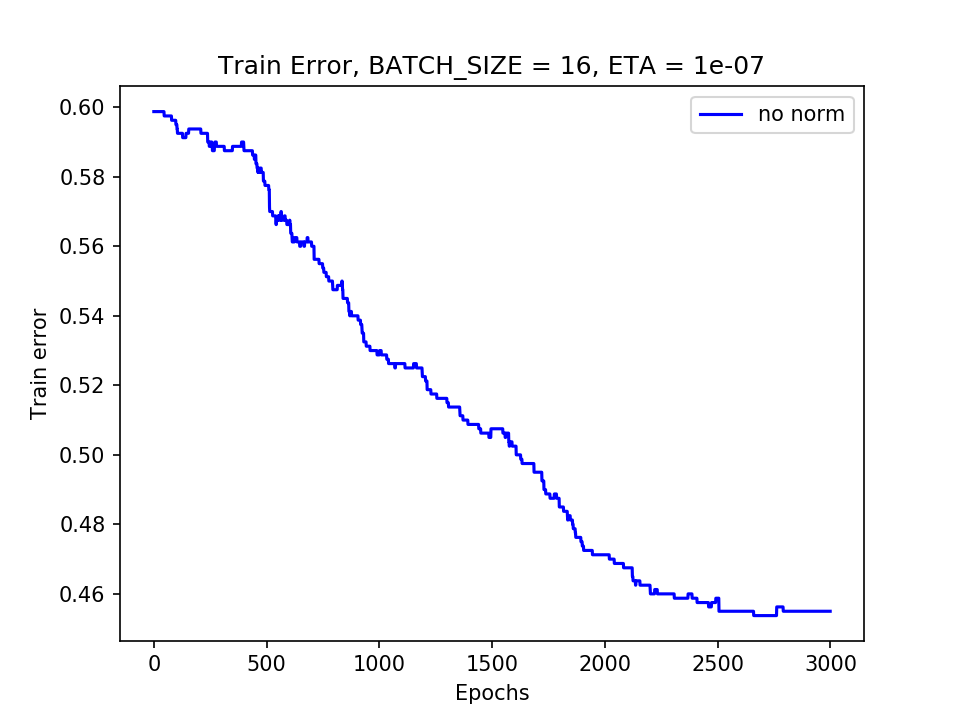 Train Error, BATCH_SIZE = 16, ETA = 1e-07
no norm
Train error
0.60
0.58
0.56
0.54
0.52
0.50
0.48
0.46
0 500 1000 1500 2000 2500 3000
Epochs